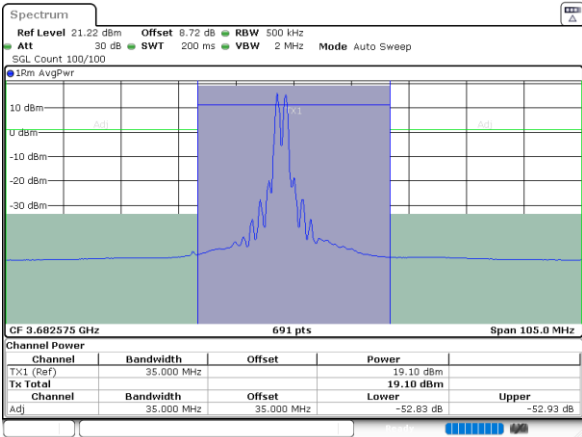 Spectrum
Ref Level 21.22 dBm Offset 8.72 dB RBW 500 kHz
Att 30 dB SWT 200 ms VBW 2 MHz Mode Auto Sweep
SGL Count 100/100
1Rm AvgPwr
10 dBm
TX1
Adj Adj
0 dBm
-10 dBm
-20 dBm
-30 dBm
CF 3.682575 GHz 691 pts Span 105.0 MHz
Channel Power
Channel Bandwidth Offset Power
TX1 (Ref) 35.000 MHz 19.10 dBm
Tx Total 19.10 dBm
Channel Bandwidth Offset Lower Upper
Adj 35.000 MHz 35.000 MHz -52.83 dB -52.93 dB
Ready